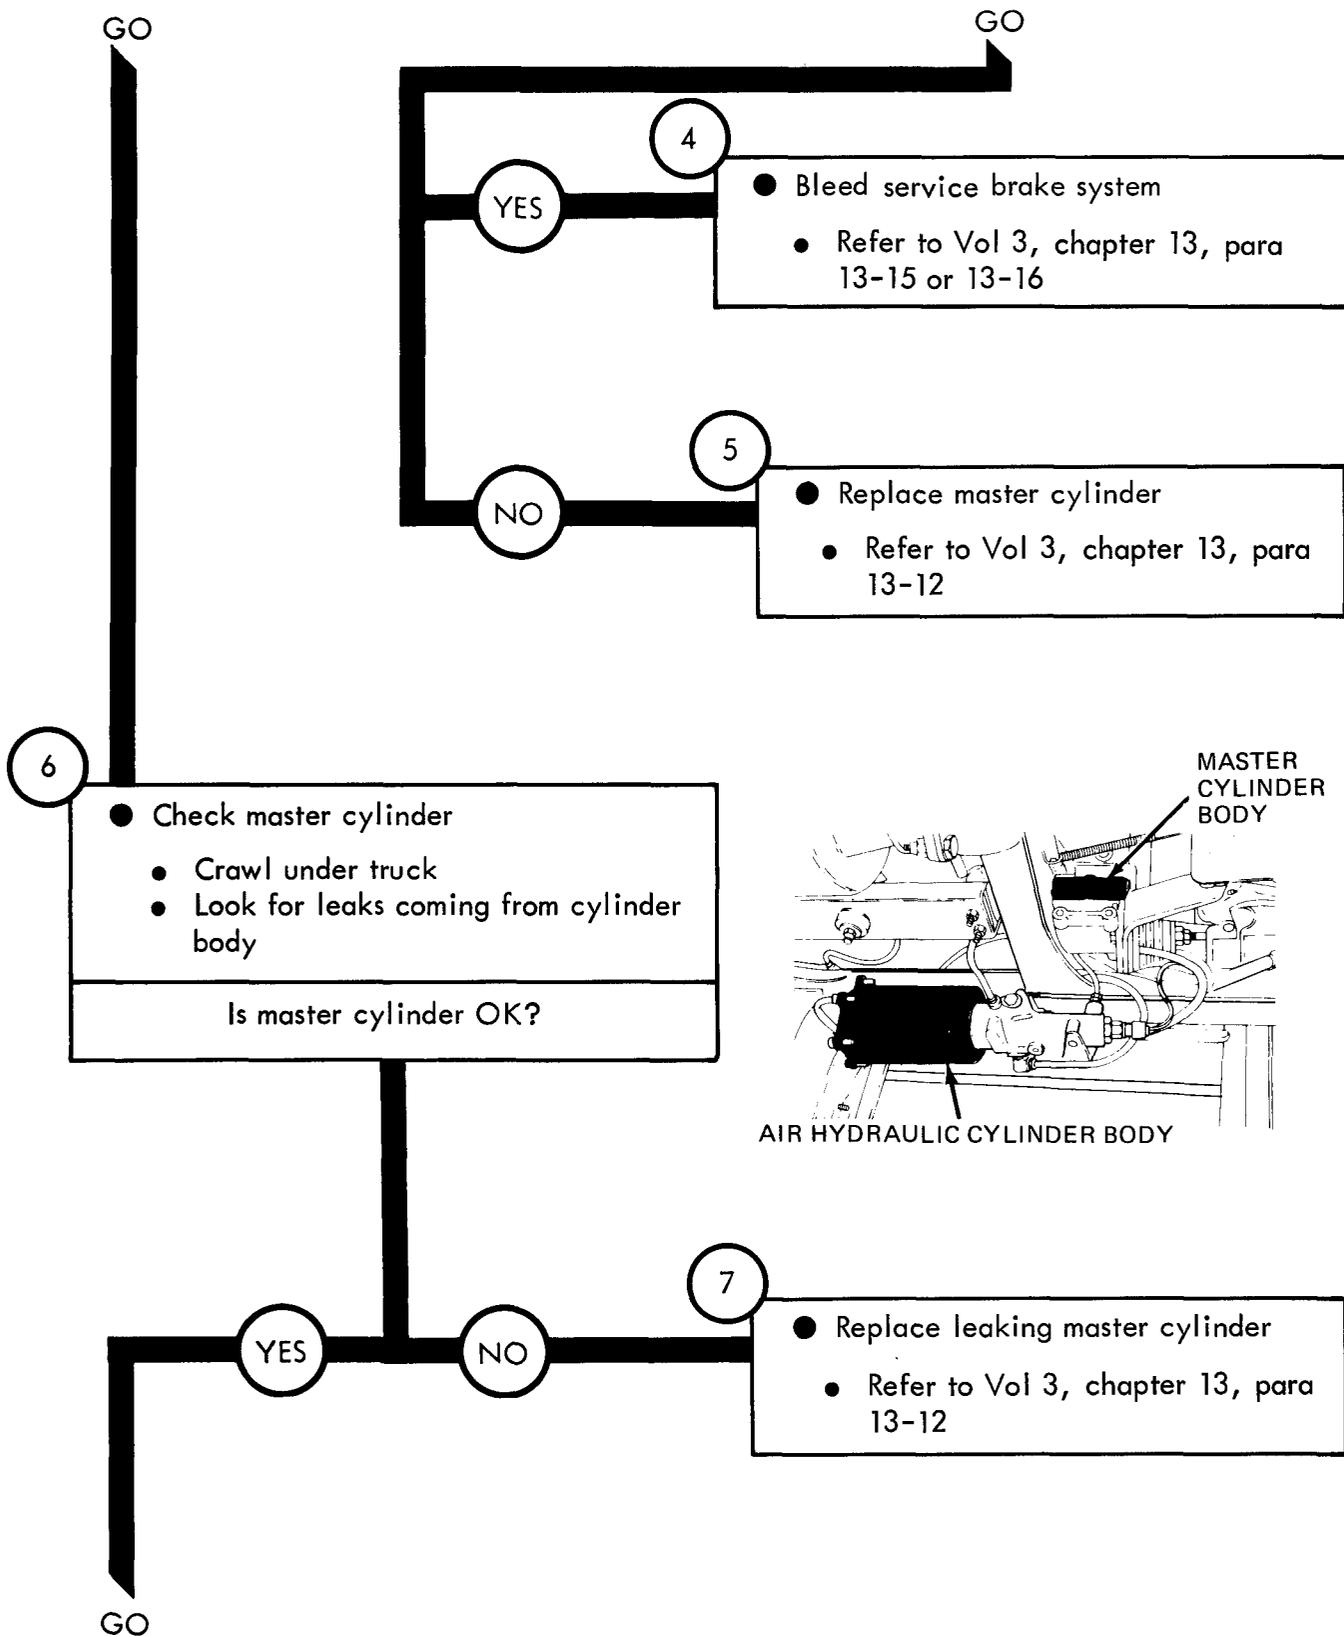 GO
GO
4
YES
● Bleed service brake system
● Refer to Vol 3, chapter 13, para
13-15 or 13-16
5
NO
● Replace master cylinder
● Refer to Vol 3, chapter 13, para
13-12
6
● Check master cylinder
● Crawl under truck
● Look for leaks coming from cylinder
body
Is master cylinder OK?
MASTER
CYLINDER
BODY
AIR HYDRAULIC CYLINDER BODY
7
YES
NO
● Replace leaking master cylinder
● Refer to Vol 3, chapter 13, para
13-12
GO